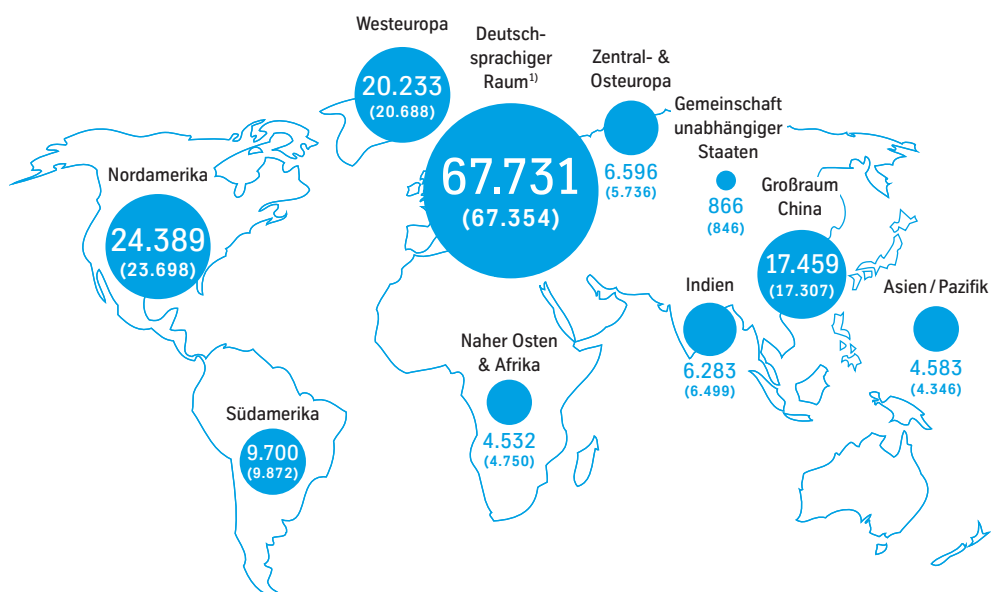 Westeuropa
20.233
(20.688)
Deutsch-
sprachiger
Raum1)
67.731
(67.354)
Zentral- &
Osteuropa
6.596
(5.736)
Gemeinschaft
unabhängiger
Staaten
866
(846)
Großraum
China
17.459
(17.307)
Nordamerika
24.389
(23.698)
Indien
6.283
(6.499)
Asien / Pazifik
4.583
(4.346)
Naher Osten
& Afrika
4.532
(4.750)
Südamerika
9.700
(9.872)